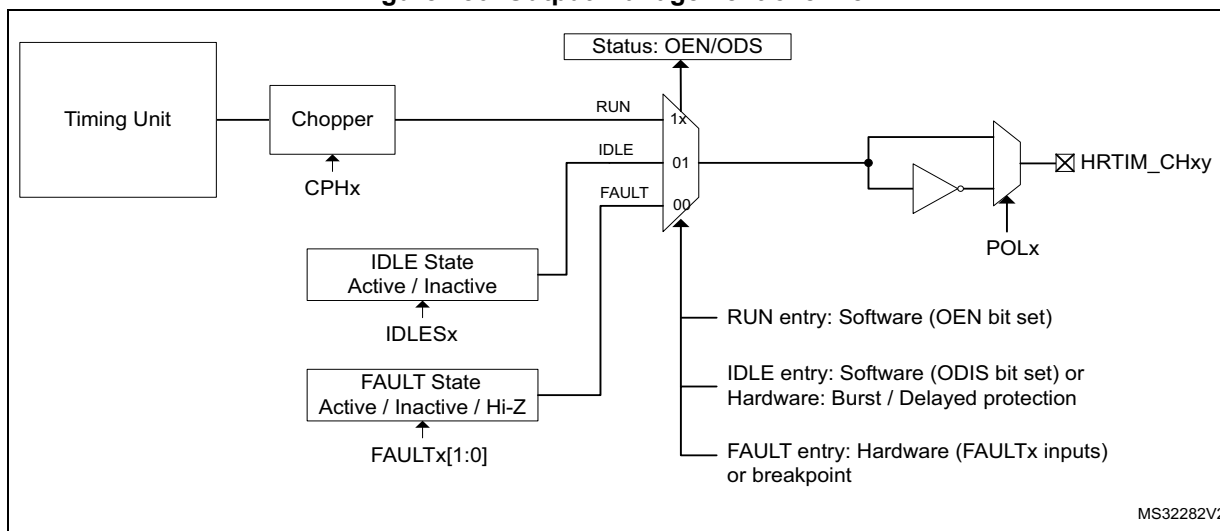 Status: OEN/ODS
Timing Unit
Chopper
RUN
1x
CPHx
IDLE
01
HRTIM_CHxy
FAULT
00
POLx
IDLE State
Active / Inactive
IDLESx
RUN entry: Software (OEN bit set)
FAULT State
Active / Inactive / Hi-Z
FAULTx[1:0]
IDLE entry: Software (ODIS bit set) or
Hardware: Burst / Delayed protection
FAULT entry: Hardware (FAULTx inputs)
or breakpoint
MS32282V2